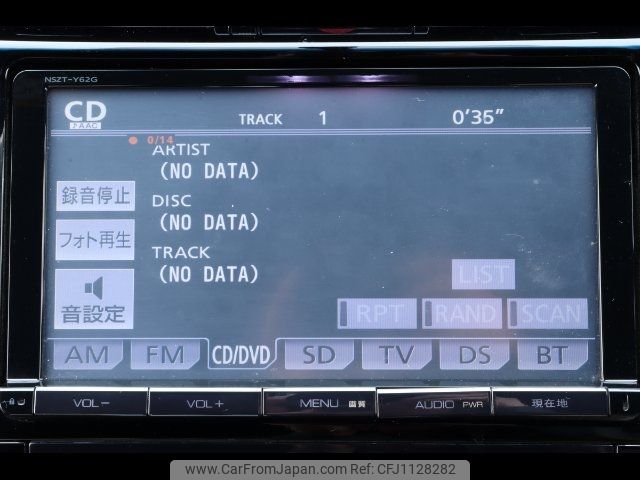 NSZT-Y62G
CD
♪AAC
TRACK 1 0'35"
0/14
ARTIST
(NO DATA)
録音停止
DISC
(NO DATA)
フォト再生
TRACK
(NO DATA)
LIST
音設定
RPT RAND SCAN
AM FM CD/DVD SD TV DS BT
VOL− VOL+ MENU 画質 AUDIO PWR 現在地
www.CarFromJapan.com ref:CFJ1128282